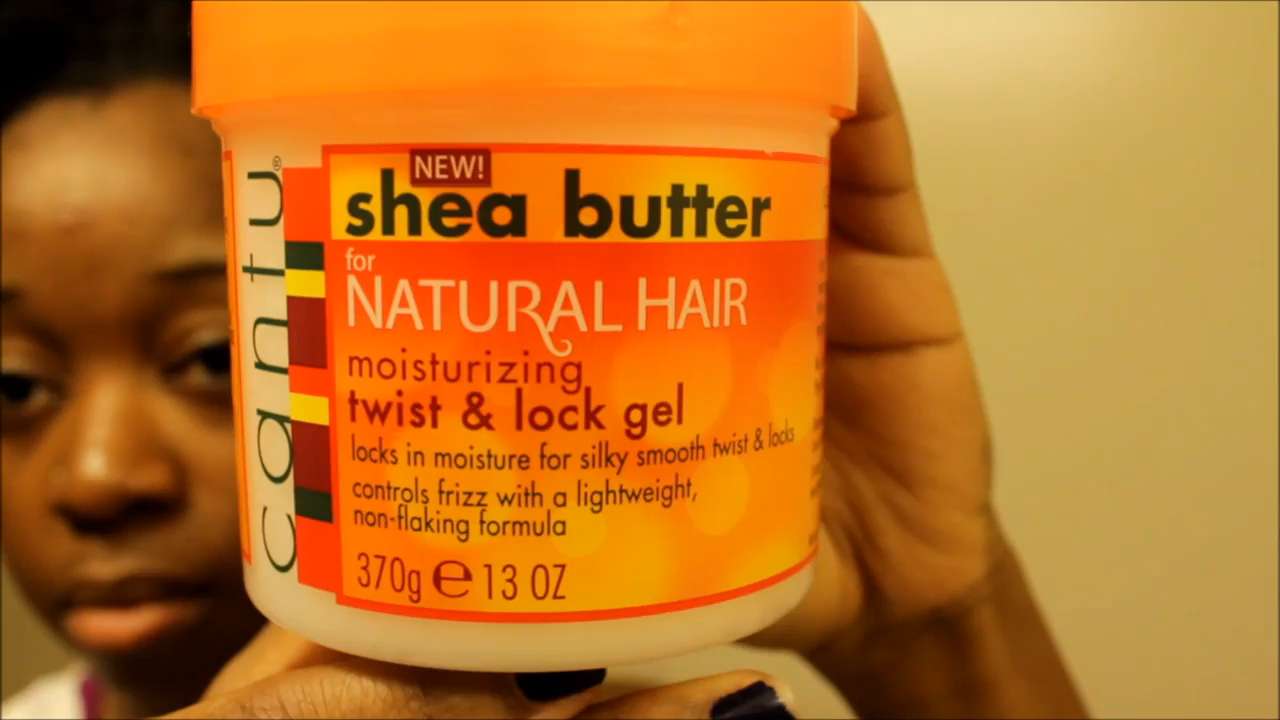 cantu®
NEW!
shea butter
for
NATURAL HAIR
moisturizing
twist & lock gel
locks in moisture for silky smooth twist & locks
controls frizz with a lightweight,
non-flaking formula
370g e 13 OZ